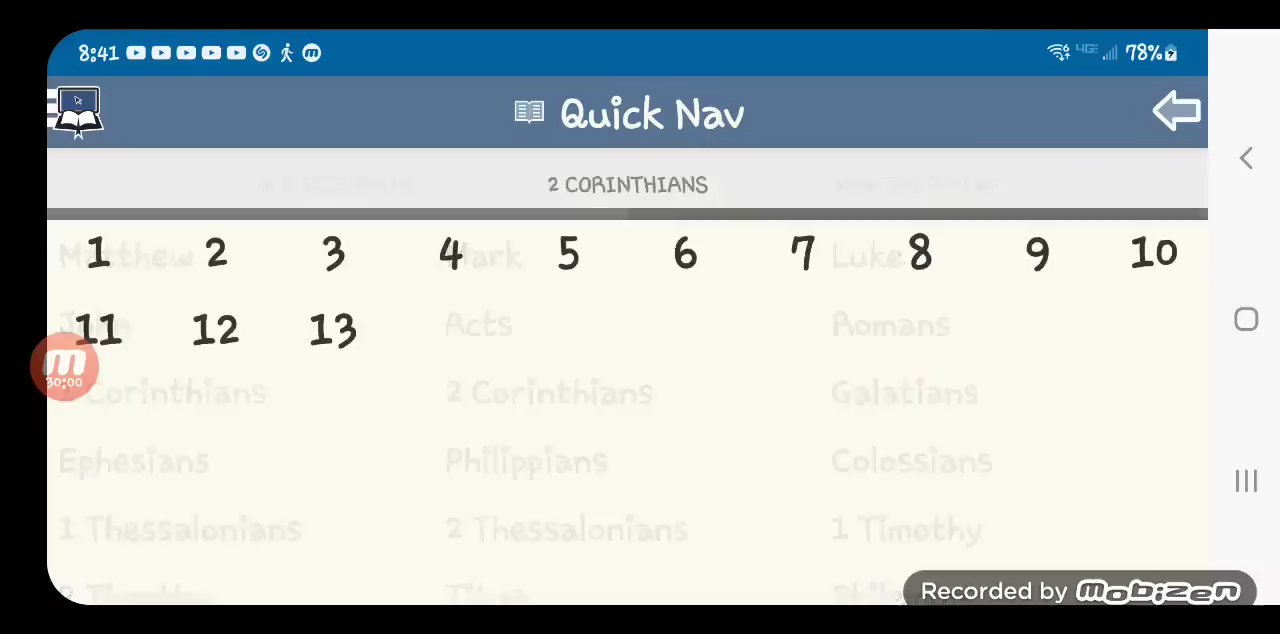 8:41 78%
Quick Nav
2 CORINTHIANS
1 2 3 4 5 6 7 8 9 10
Matthew Mark Luke
11 12 13
John Acts Romans
30:00
Corinthians 2 Corinthians Galatians
Ephesians Philippians Colossians
1 Thessalonians 2 Thessalonians 1 Timothy
Recorded by mobizen